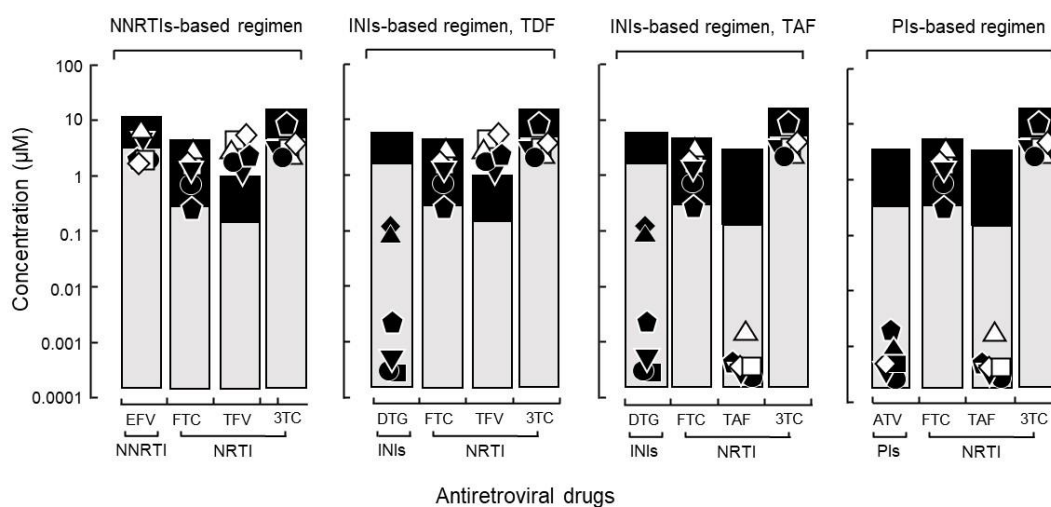 NNRTIs-based regimen
INIs-based regimen, TDF
INIs-based regimen, TAF
PIs-based regimen
Concentration (µM)
100
10
1
0.1
0.01
0.001
0.0001
EFV FTC TFV 3TC
NNRTI NRTI
DTG FTC TFV 3TC
INIs NRTI
DTG FTC TAF 3TC
INIs NRTI
ATV FTC TAF 3TC
PIs NRTI
Antiretroviral drugs